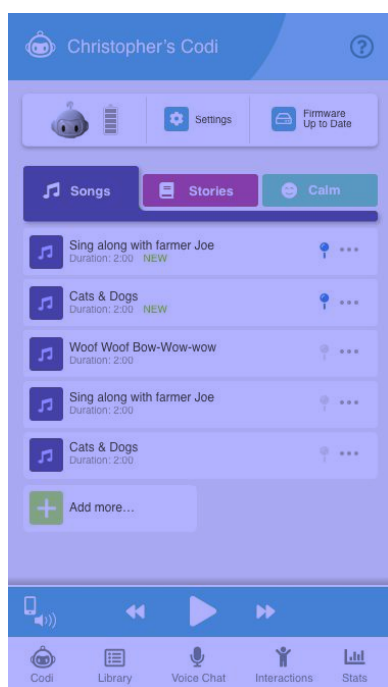 Christopher's Codi
?
Settings
Firmware
Up to Date
Songs
Stories
Calm
Sing along with farmer Joe
Duration: 2:00 NEW
Cats & Dogs
Duration: 2:00 NEW
Woof Woof Bow-Wow-wow
Duration: 2:00
Sing along with farmer Joe
Duration: 2:00
Cats & Dogs
Duration: 2:00
Add more...
Codi
Library
Voice Chat
Interactions
Stats